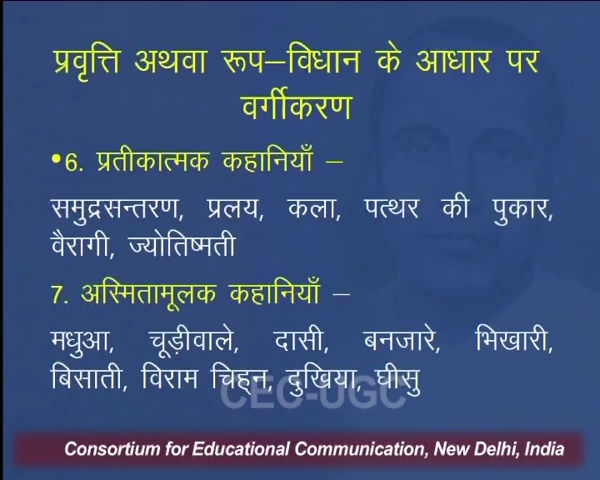 प्रवृत्ति अथवा रूप–विधान के आधार पर
वर्गीकरण
•6. प्रतीकात्मक कहानियाँ –
समुद्रसन्तरण, प्रलय, कला, पत्थर की पुकार,
वैरागी, ज्योतिष्मती
7. अस्मितामूलक कहानियाँ –
मधुआ, चूड़ीवाले, दासी, बनजारे, भिखारी,
बिसाती, विराम चिह्न, दुखिया, घीसु
CEC-UGC
Consortium for Educational Communication, New Delhi, India